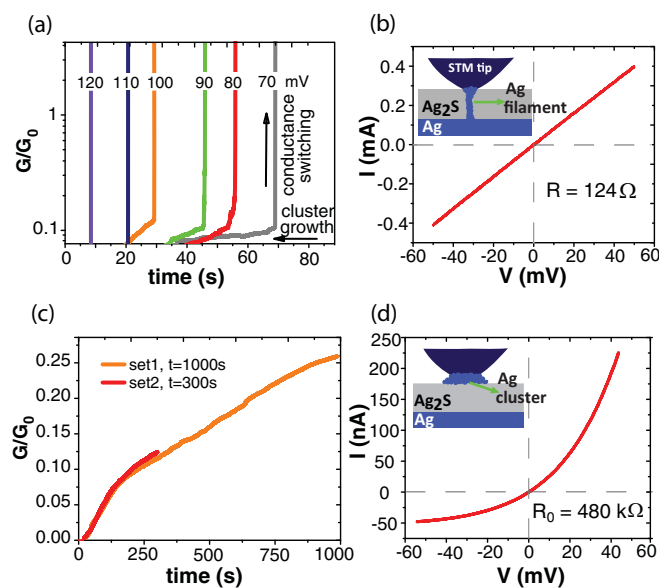 (a)
120 110 100 90 80 70 mV
conductance
switching
cluster
growth
1
0.1
G/G0
0 20 40 60 80
time (s)
(b)
STM tip
Ag
filament
Ag2S
Ag
R = 124Ω
0.4
0.2
0.0
-0.2
-0.4
I (mA)
-60 -40 -20 0 20 40 60
V (mV)
(c)
set1, t=1000s
set2, t=300s
0.25
0.20
0.15
0.10
0.05
0.00
G/G0
0 250 500 750 1000
time (s)
(d)
Ag
cluster
Ag2S
Ag
R0 = 480 kΩ
250
200
150
100
50
0
-50
I (nA)
-60 -40 -20 0 20 40 60
V (mV)